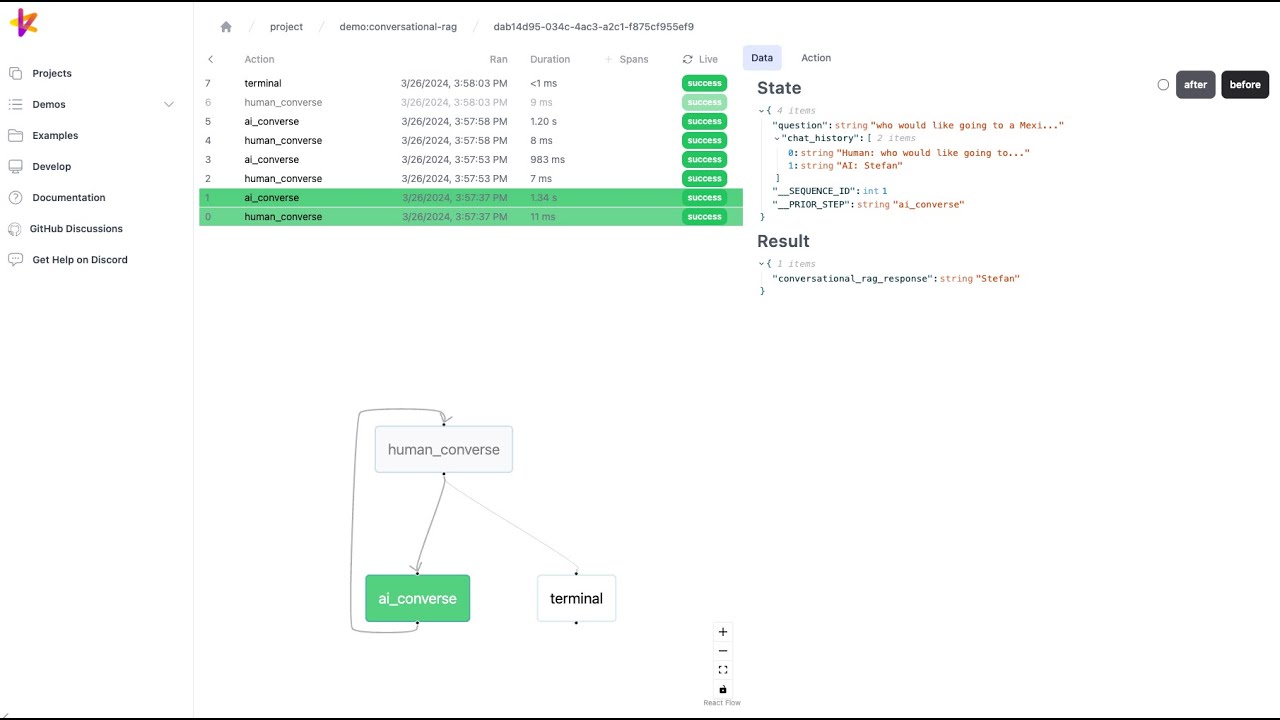 project / demo:conversational-rag / dab14d95-034c-4ac3-a2c1-f875cf955ef9
Projects
Demos
Examples
Develop
Documentation
GitHub Discussions
Get Help on Discord
Action Ran Duration + Spans Live
7 terminal 3/26/2024, 3:58:03 PM <1 ms success
6 human_converse 3/26/2024, 3:58:03 PM 9 ms success
5 ai_converse 3/26/2024, 3:57:58 PM 1.20 s success
4 human_converse 3/26/2024, 3:57:58 PM 8 ms success
3 ai_converse 3/26/2024, 3:57:53 PM 983 ms success
2 human_converse 3/26/2024, 3:57:53 PM 7 ms success
1 ai_converse 3/26/2024, 3:57:37 PM 1.34 s success
0 human_converse 3/26/2024, 3:57:37 PM 11 ms success
human_converse
ai_converse
terminal
React Flow
Data Action
State
after before
{ 4 items
"question": string "who would like going to a Mexi..."
"chat_history": [ 2 items
0: string "Human: who would like going to..."
1: string "AI: Stefan"
]
"__SEQUENCE_ID": int 1
"__PRIOR_STEP": string "ai_converse"
}
Result
{ 1 items
"conversational_rag_response": string "Stefan"
}